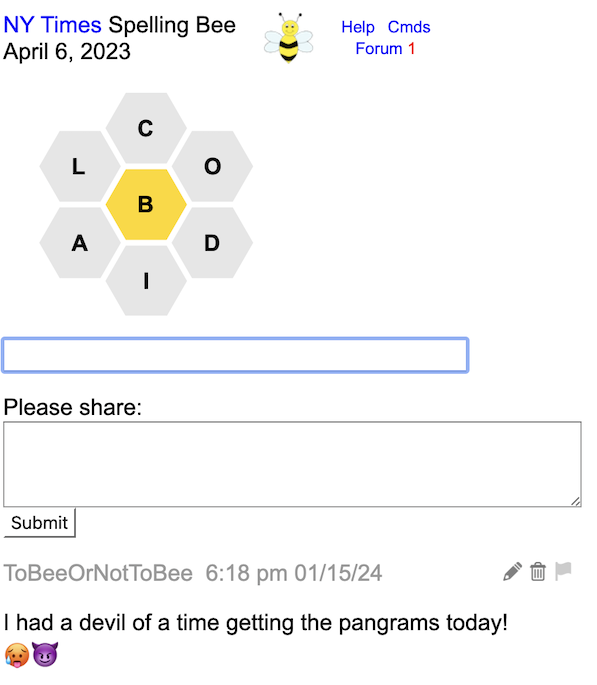 NY Times Spelling Bee
April 6, 2023
Help Cmds
Forum 1
C
L
O
B
A
D
I
Please share:
Submit
ToBeeOrNotToBee 6:18 pm 01/15/24
I had a devil of a time getting the pangrams today!
🥵😈